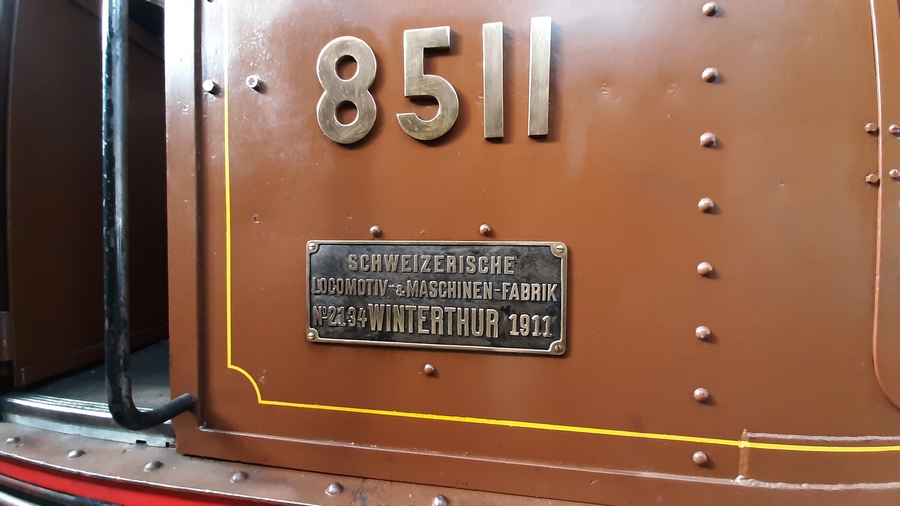 8511
SCHWEIZERISCHE
LOCOMOTIV-&MASCHINEN-FABRIK
Nº2134 WINTERTHUR 1911